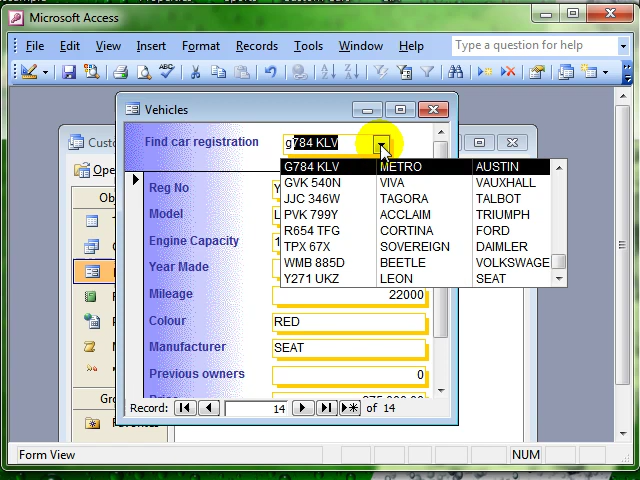 Microsoft Access
File Edit View Insert Format Records Tools Window Help Type a question for help
Vehicles
Find car registration g784 KLV
G784 KLV METRO AUSTIN
GVK 540N VIVA VAUXHALL
JJC 346W TAGORA TALBOT
PVK 799Y ACCLAIM TRIUMPH
R654 TFG CORTINA FORD
TPX 67X SOVEREIGN DAIMLER
WMB 885D BEETLE VOLKSWAGE
Y271 UKZ LEON SEAT
Reg No Y
Model L
Engine Capacity 1
Year Made
Mileage 22000
Colour RED
Manufacturer SEAT
Previous owners 0
Record: 14 of 14
Form View NUM